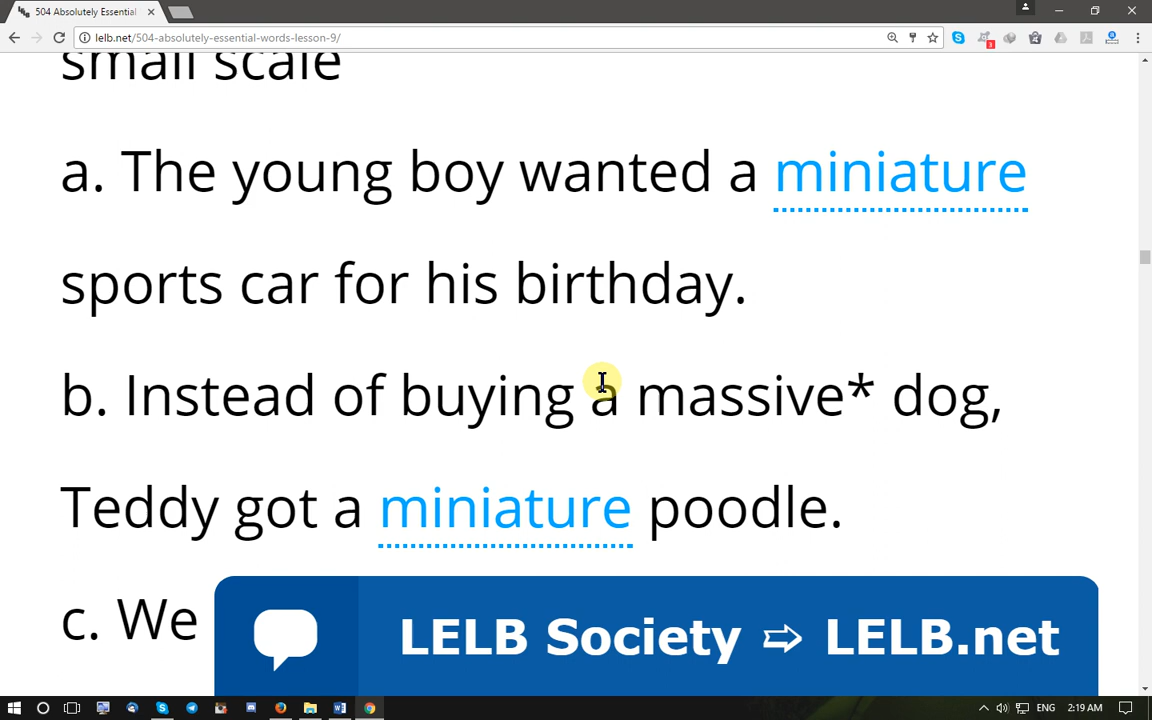 504 Absolutely Essential
lelb.net/504-absolutely-essential-words-lesson-9/
3
small scale
a. The young boy wanted a miniature
sports car for his birthday.
b. Instead of buying a massive* dog,
Teddy got a miniature poodle.
c. We
LELB Society ⇨ LELB.net
ENG 2:19 AM